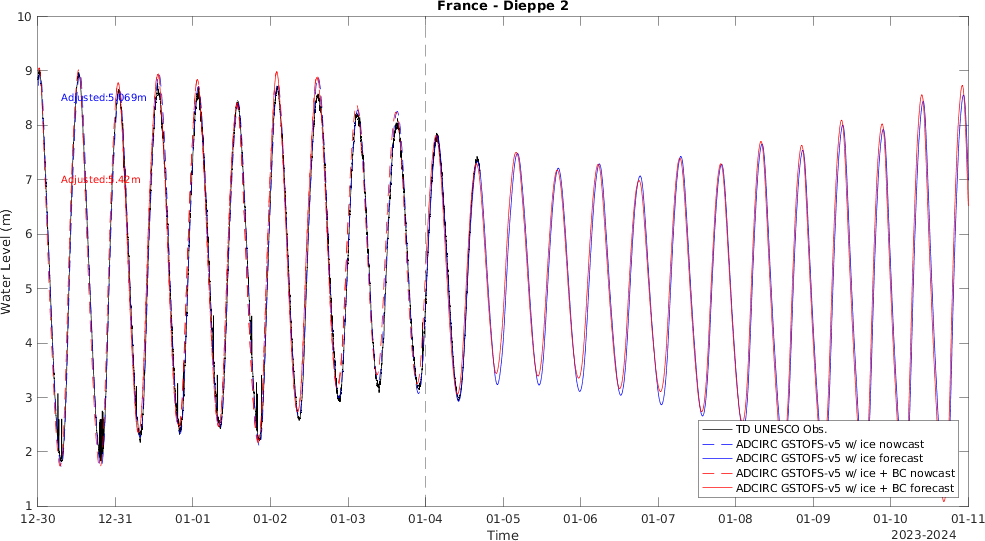 France - Dieppe 2
10
9
8
7
6
5
4
3
2
1
Water Level (m)
Adjusted:5.069m
Adjusted:5.42m
TD UNESCO Obs.
ADCIRC GSTOFS-v5 w/ ice nowcast
ADCIRC GSTOFS-v5 w/ ice forecast
ADCIRC GSTOFS-v5 w/ ice + BC nowcast
ADCIRC GSTOFS-v5 w/ ice + BC forecast
12-30 12-31 01-01 01-02 01-03 01-04 01-05 01-06 01-07 01-08 01-09 01-10 01-11
Time
2023-2024